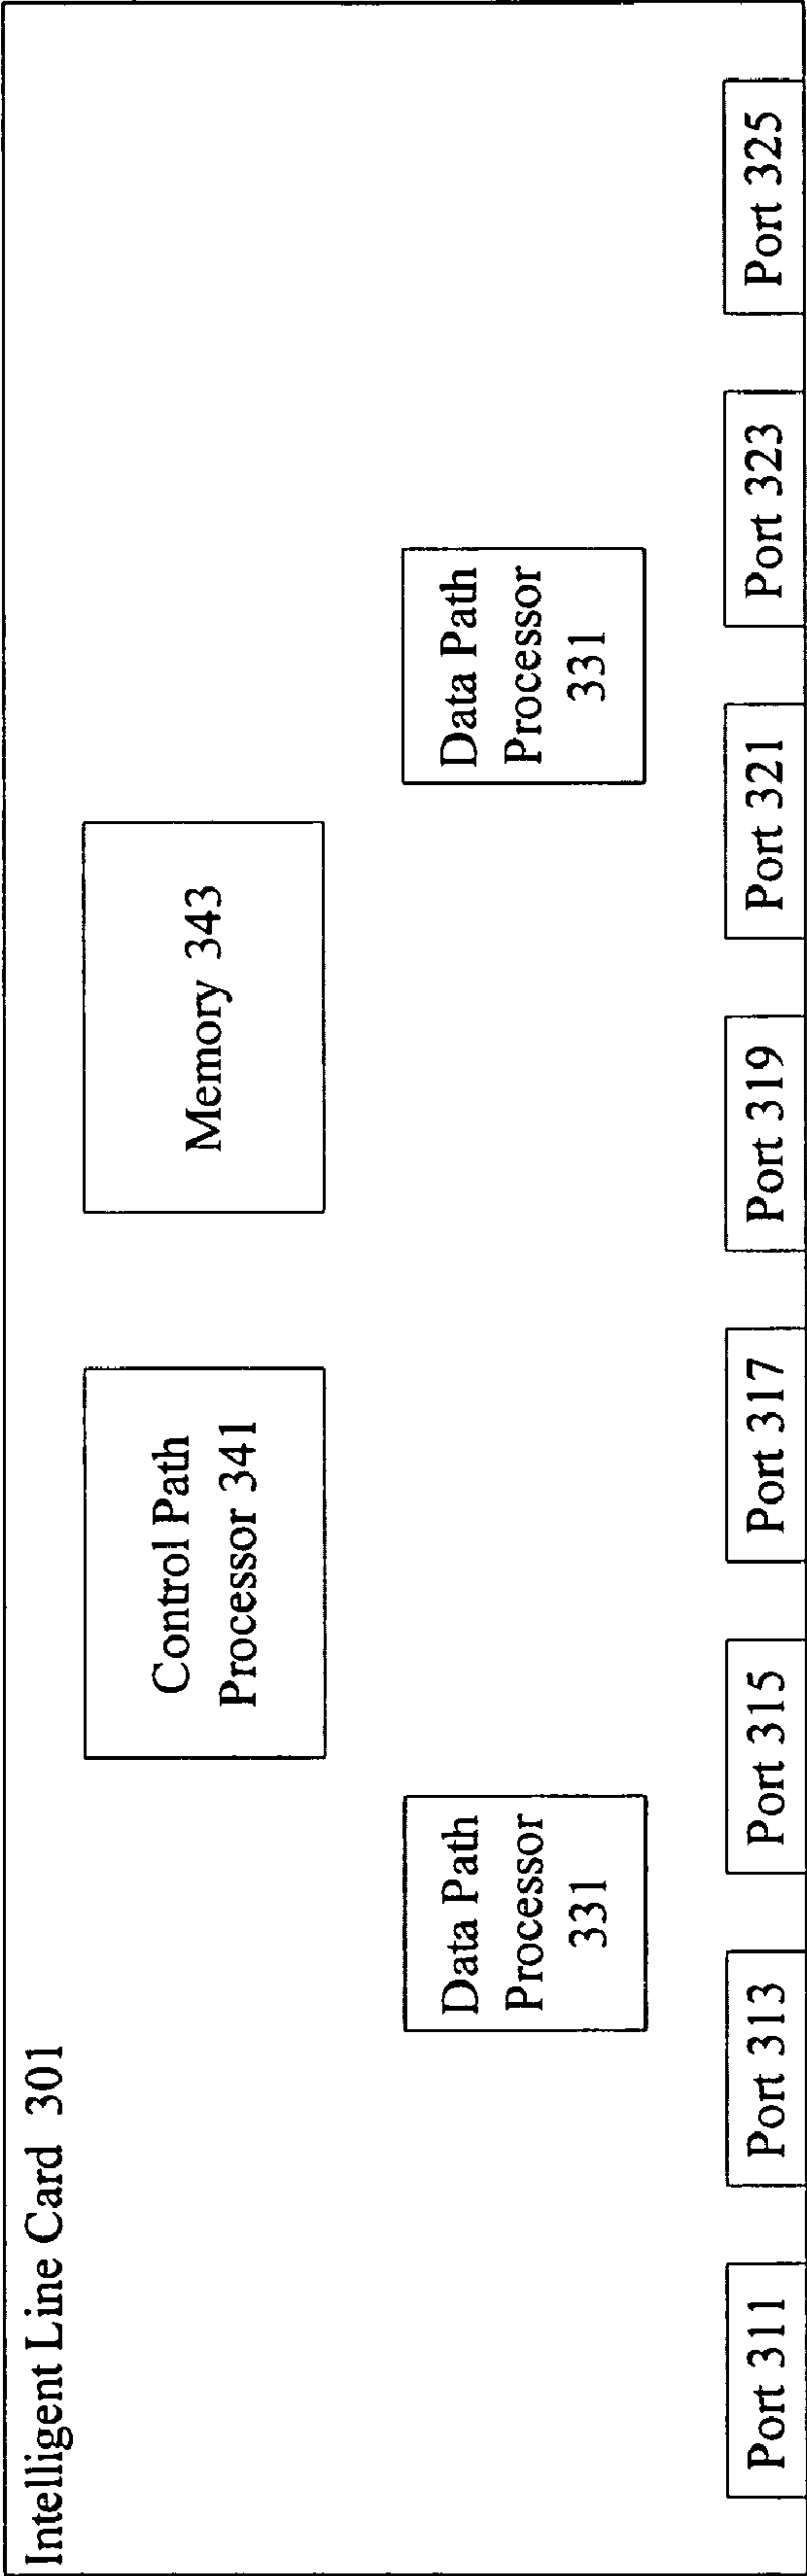 Intelligent Line Card 301
Control Path
Processor 341
Memory 343
Data Path
Processor
331
Data Path
Processor
331
Port 311
Port 313
Port 315
Port 317
Port 319
Port 321
Port 323
Port 325